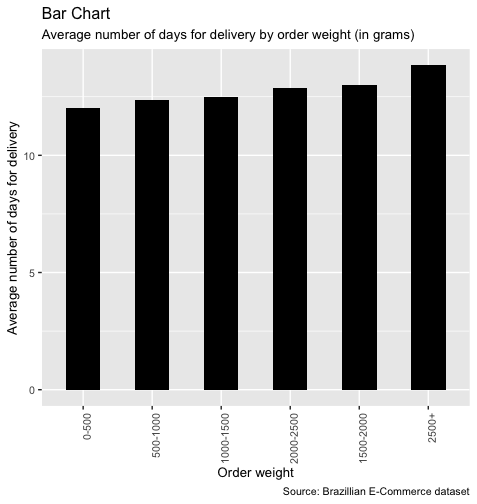 Bar Chart
Average number of days for delivery by order weight (in grams)
Average number of days for delivery
10
5
0
0-500
500-1000
1000-1500
2000-2500
1500-2000
2500+
Order weight
Source: Brazillian E-Commerce dataset